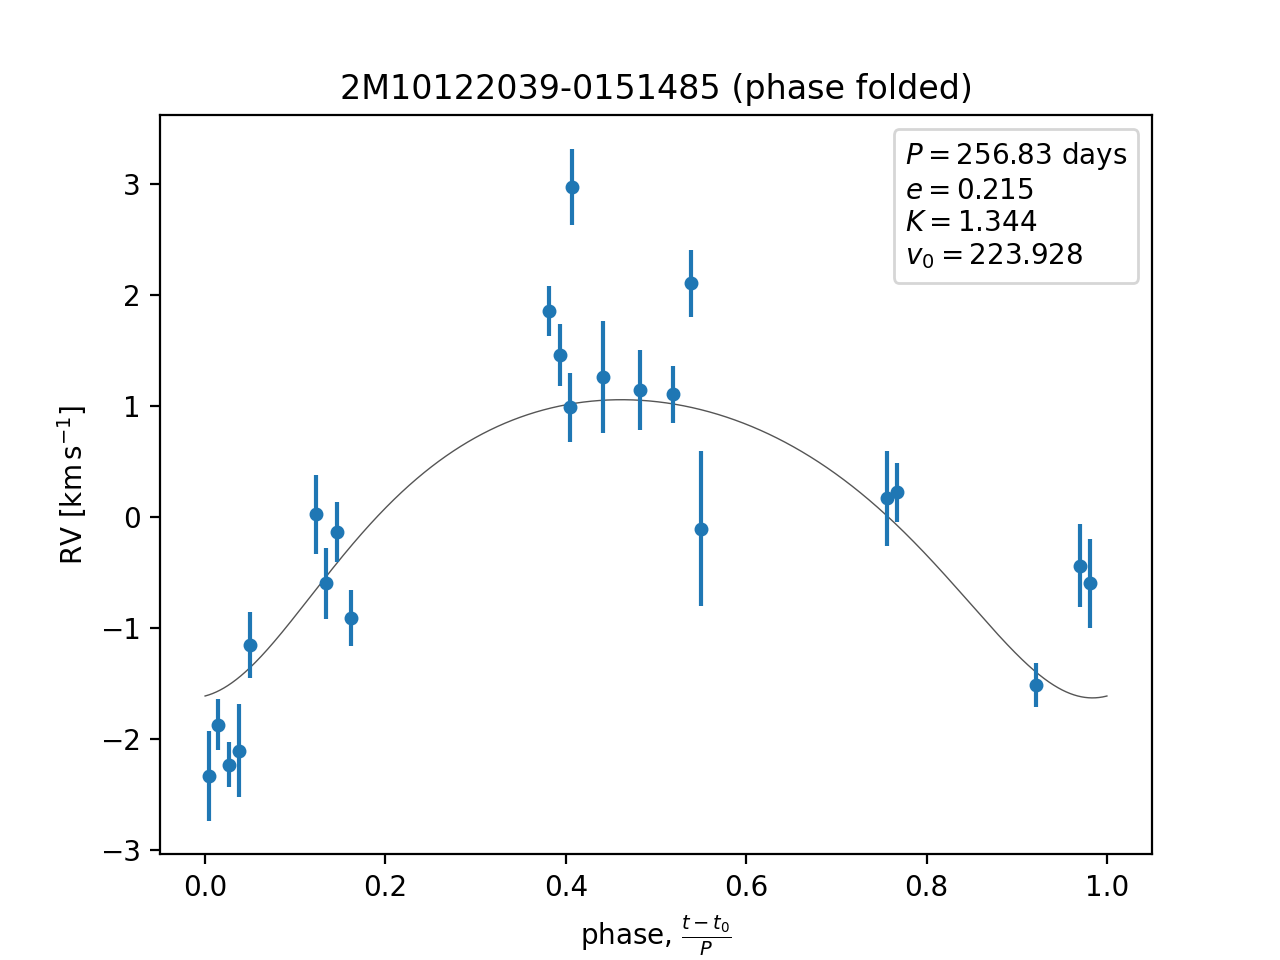 2M10122039-0151485 (phase folded)
P = 256.83 days
e = 0.215
K = 1.344
v₀ = 223.928
RV [km s⁻¹]
3
2
1
0
−1
−2
−3
0.0 0.2 0.4 0.6 0.8 1.0
phase, (t − t₀)/P